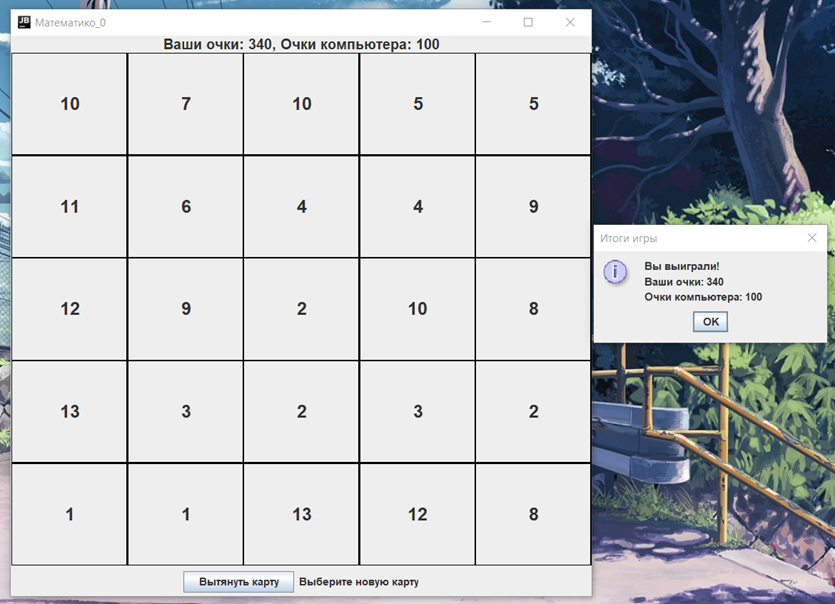 JB Математико_0
Ваши очки: 340, Очки компьютера: 100
10 7 10 5 5
11 6 4 4 9
12 9 2 10 8
13 3 2 3 2
1 1 13 12 8
Вытянуть карту Выберите новую карту
Итоги игры
i
Вы выиграли!
Ваши очки: 340
Очки компьютера: 100
OK